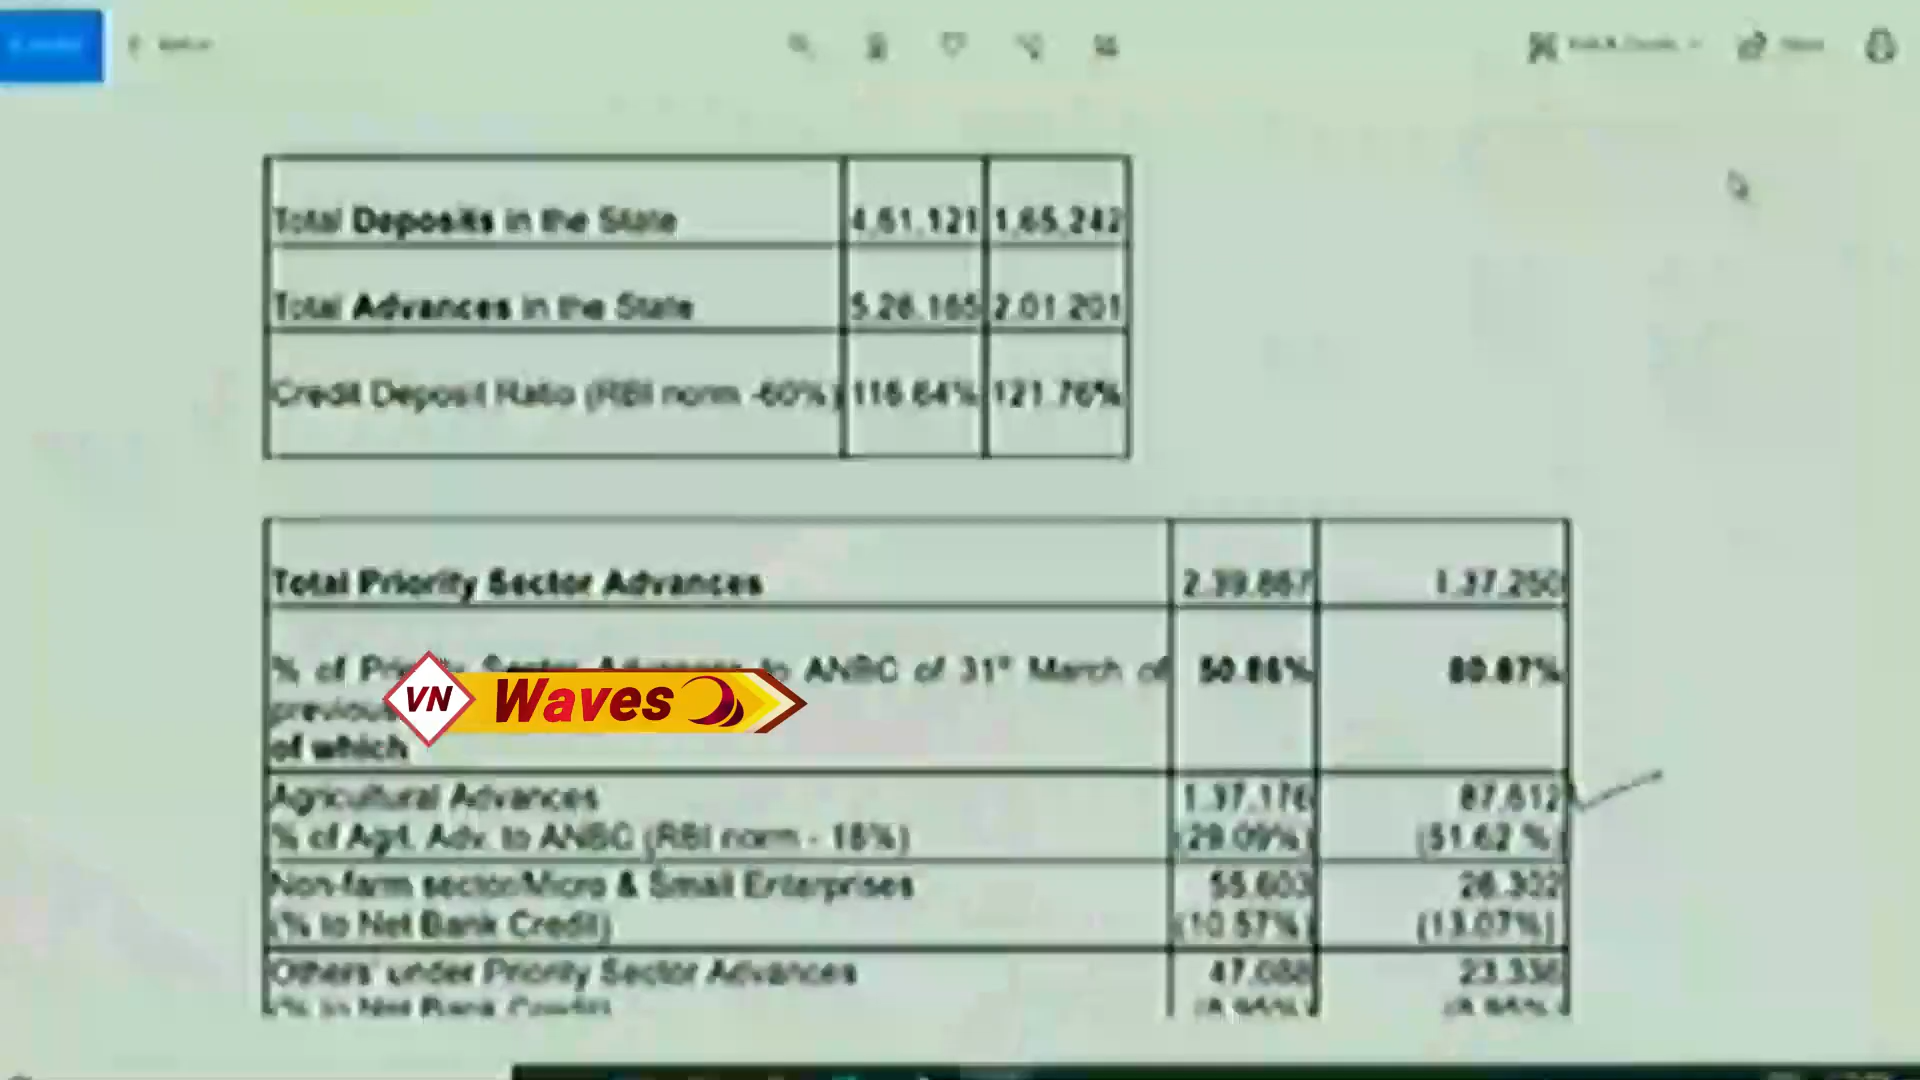 Total Deposits in the State 4,61,121 1,65,242
Total Advances in the State 5,26,165 2,01,201
Credit Deposit Ratio (RBI norm -60%) 121.76%
Total Priority Sector Advances 2,39,867 1,37,250
% of Priority Sector Advances to ANBC of 31st March of 50.86% 80.87%
previous
of which
VN Waves
Agricultural Advances 1,37,176 87,612
% of Agrl. Adv. to ANBC (RBI norm - 18%) (29.09%) (51.62 %)
Non-farm sector/Micro & Small Enterprises 55,603 26,302
(% to Net Bank Credit) (10.57%) (13.07%)
Others' under Priority Sector Advances 47,088 23,336
(% to Net Bank Credit)